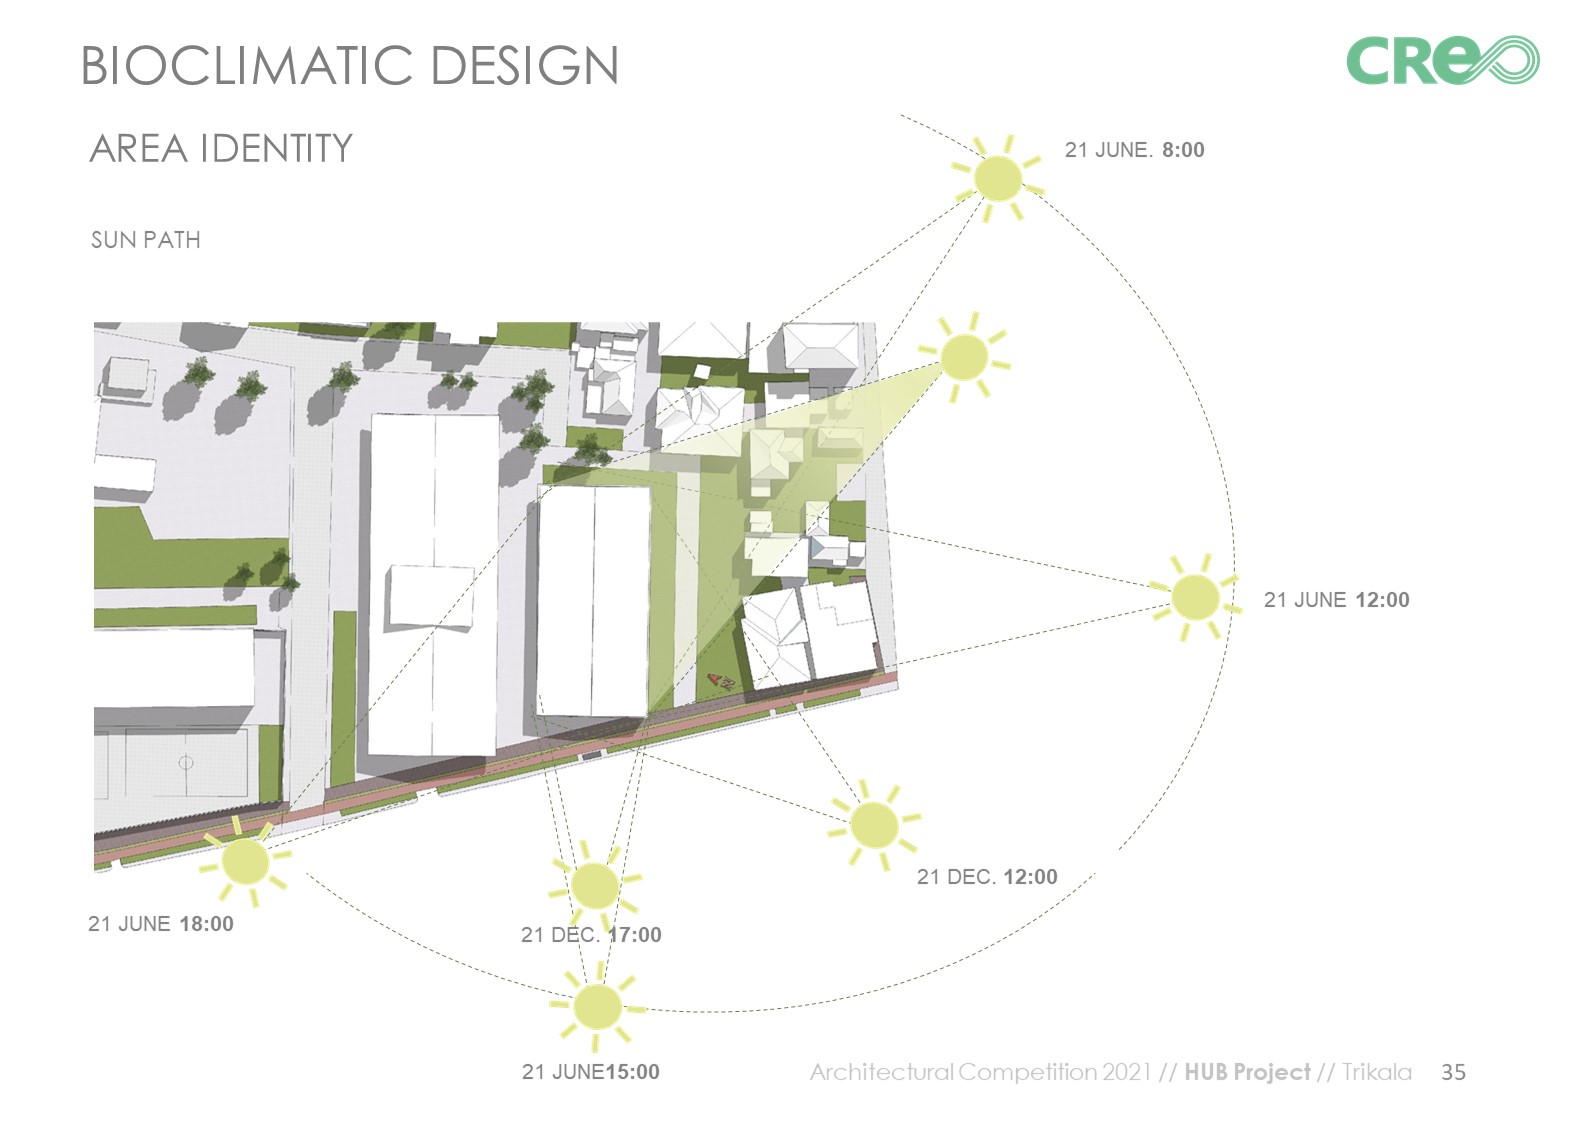 BIOCLIMATIC DESIGN
CREO
AREA IDENTITY
21 JUNE. 8:00
SUN PATH
21 JUNE 12:00
21 DEC. 12:00
21 JUNE 18:00
21 DEC. 17:00
21 JUNE15:00
Architectural Competition 2021 // HUB Project // Trikala 35